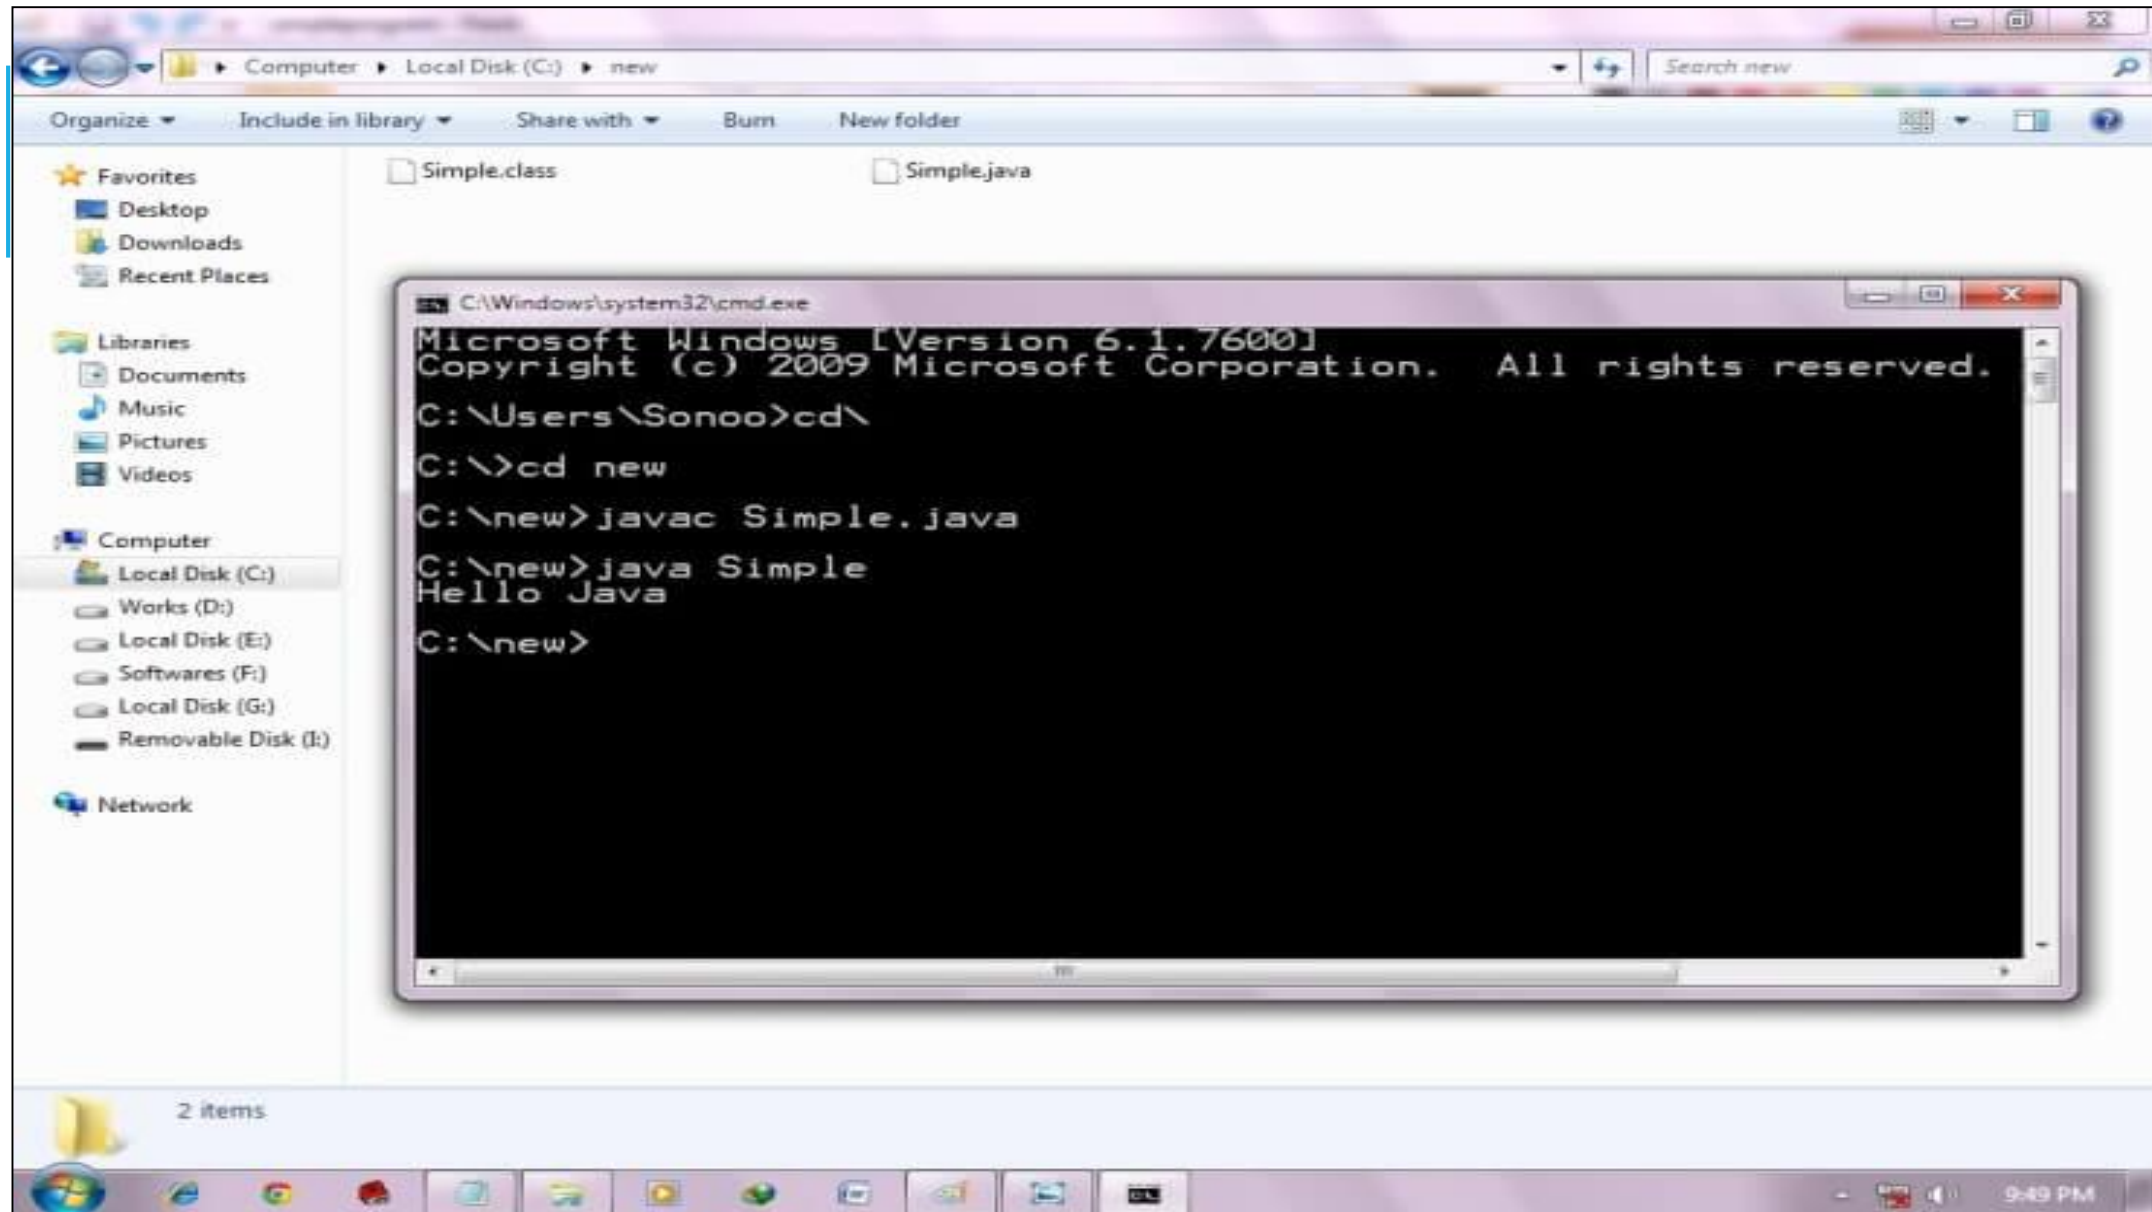 Computer ▸ Local Disk (C:) ▸ new
Search new
Organize
Include in library
Share with
Burn
New folder
Favorites
Desktop
Downloads
Recent Places
Libraries
Documents
Music
Pictures
Videos
Computer
Local Disk (C:)
Works (D:)
Local Disk (E:)
Softwares (F:)
Local Disk (G:)
Removable Disk (I:)
Network
Simple.class
Simple.java
C:\Windows\system32\cmd.exe
Microsoft Windows [Version 6.1.7600]
Copyright (c) 2009 Microsoft Corporation.  All rights reserved.
C:\Users\Sonoo>cd\
C:\>cd new
C:\new>javac Simple.java
C:\new>java Simple
Hello Java
C:\new>
2 items
9:49 PM